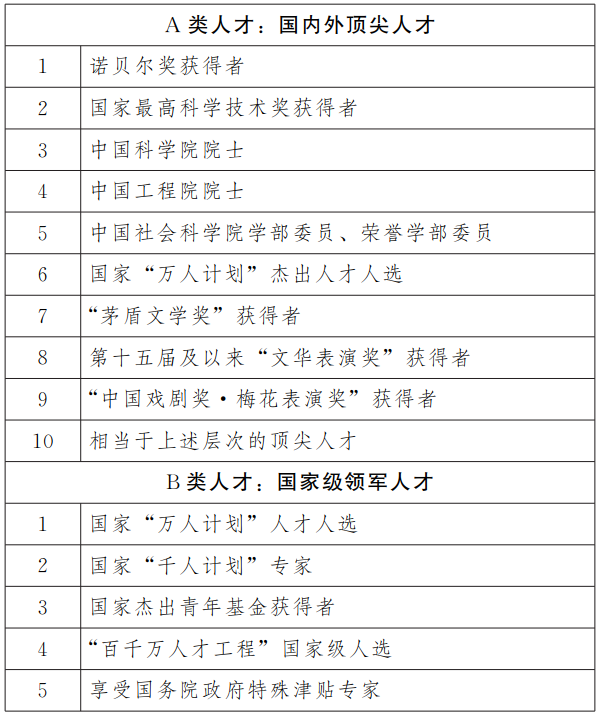 A 类人才：国内外顶尖人才
1 诺贝尔奖获得者
2 国家最高科学技术奖获得者
3 中国科学院院士
4 中国工程院院士
5 中国社会科学院学部委员、荣誉学部委员
6 国家“万人计划”杰出人才人选
7 “茅盾文学奖”获得者
8 第十五届及以来“文华表演奖”获得者
9 “中国戏剧奖·梅花表演奖”获得者
10 相当于上述层次的顶尖人才
B 类人才：国家级领军人才
1 国家“万人计划”人才人选
2 国家“千人计划”专家
3 国家杰出青年基金获得者
4 “百千万人才工程”国家级人选
5 享受国务院政府特殊津贴专家